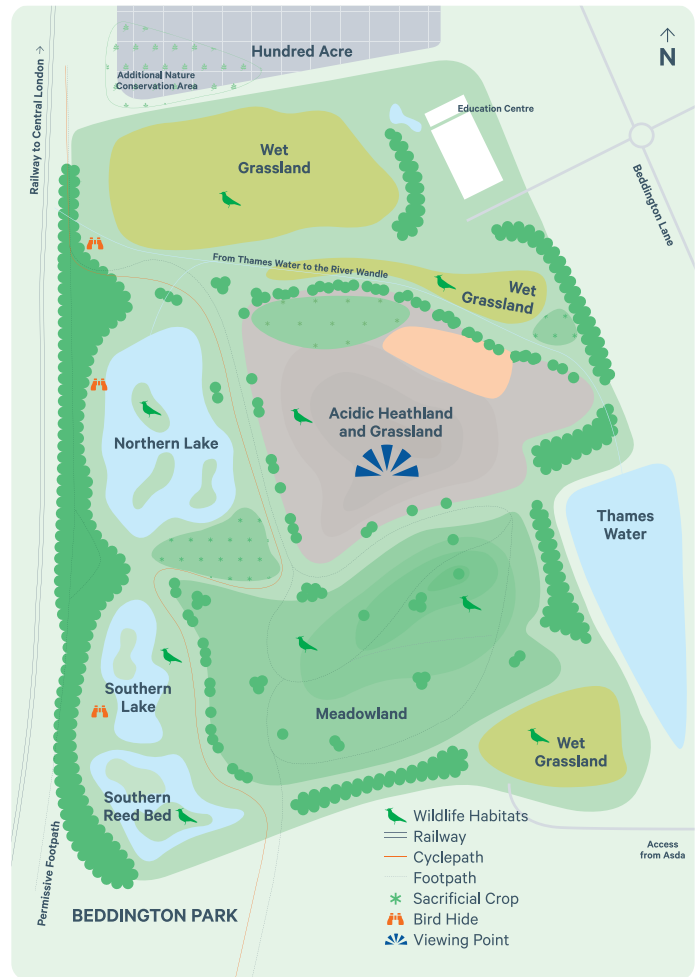 Hundred Acre
N
Additional Nature
Conservation Area
Railway to Central London →
Education Centre
Wet
Grassland
Beddington Lane
From Thames Water to the River Wandle
Wet
Grassland
Acidic Heathland
and Grassland
Northern Lake
Thames
Water
Southern
Lake
Meadowland
Wet
Grassland
Southern
Reed Bed
Permissive Footpath
Access
from Asda
Wildlife Habitats
Railway
Cyclepath
Footpath
Sacrificial Crop
Bird Hide
Viewing Point
BEDDINGTON PARK